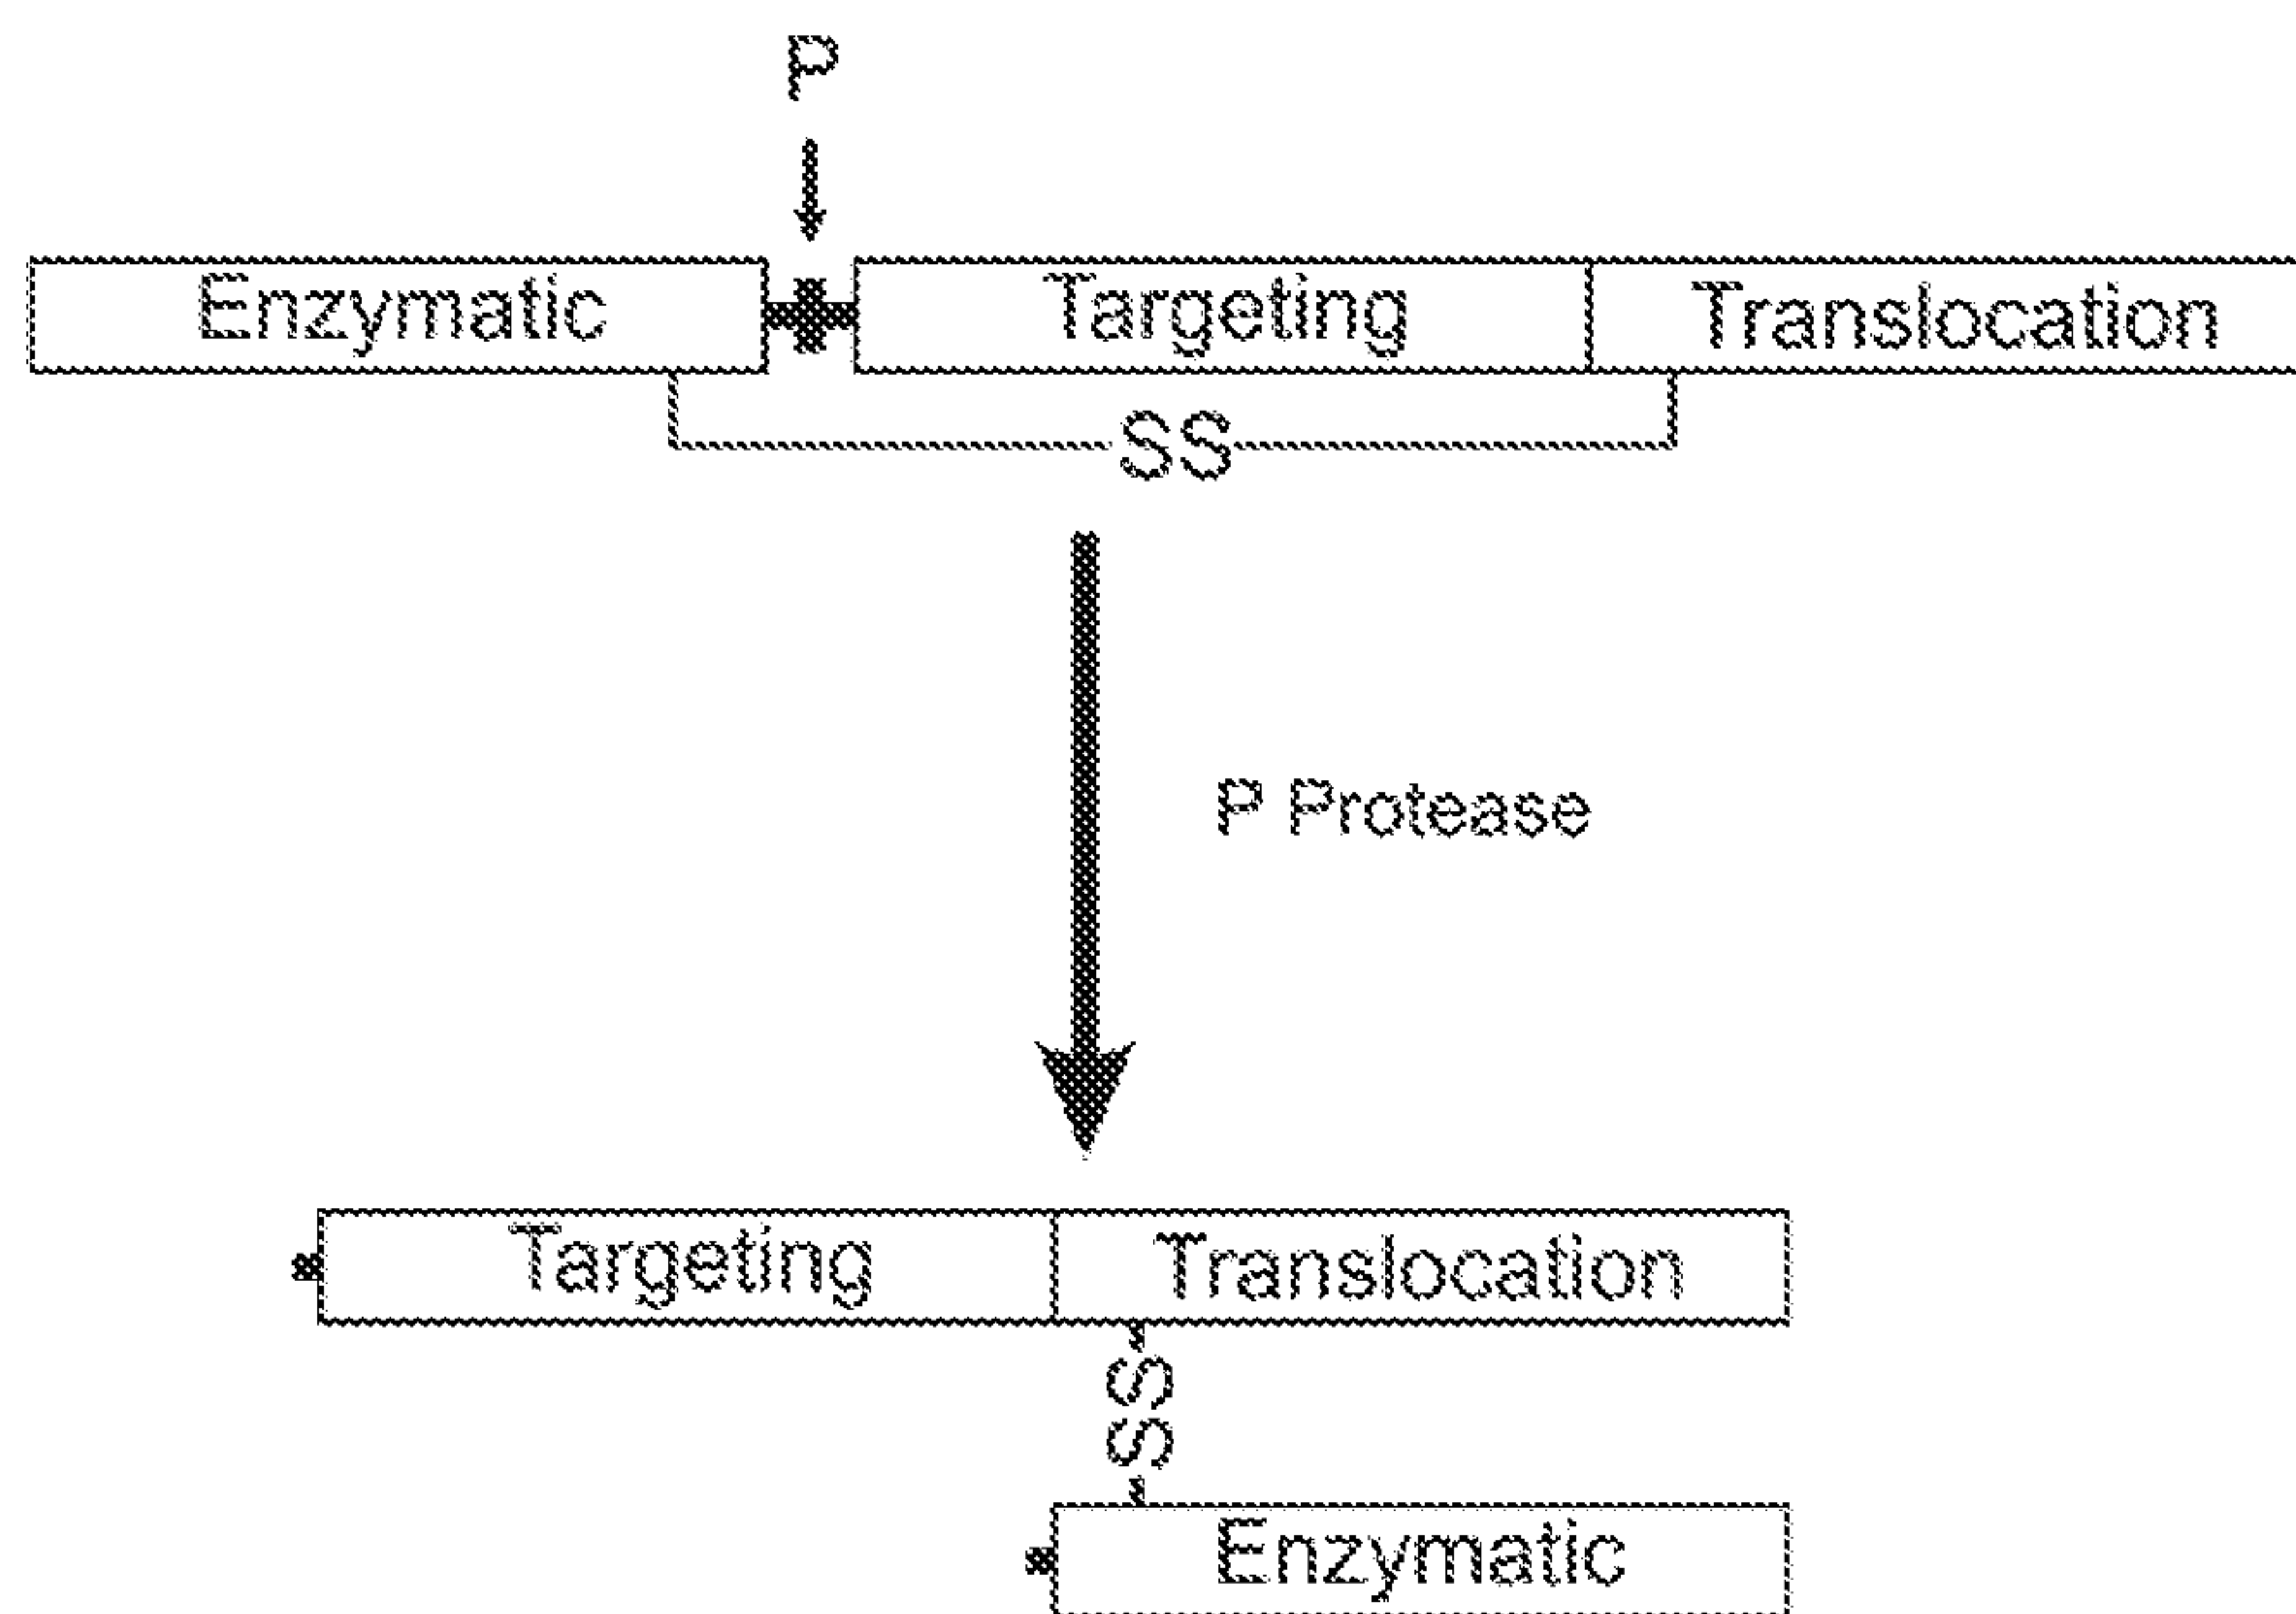 P
Enzymatic Targeting Translocation
SS
P Protease
Targeting Translocation
SS
Enzymatic